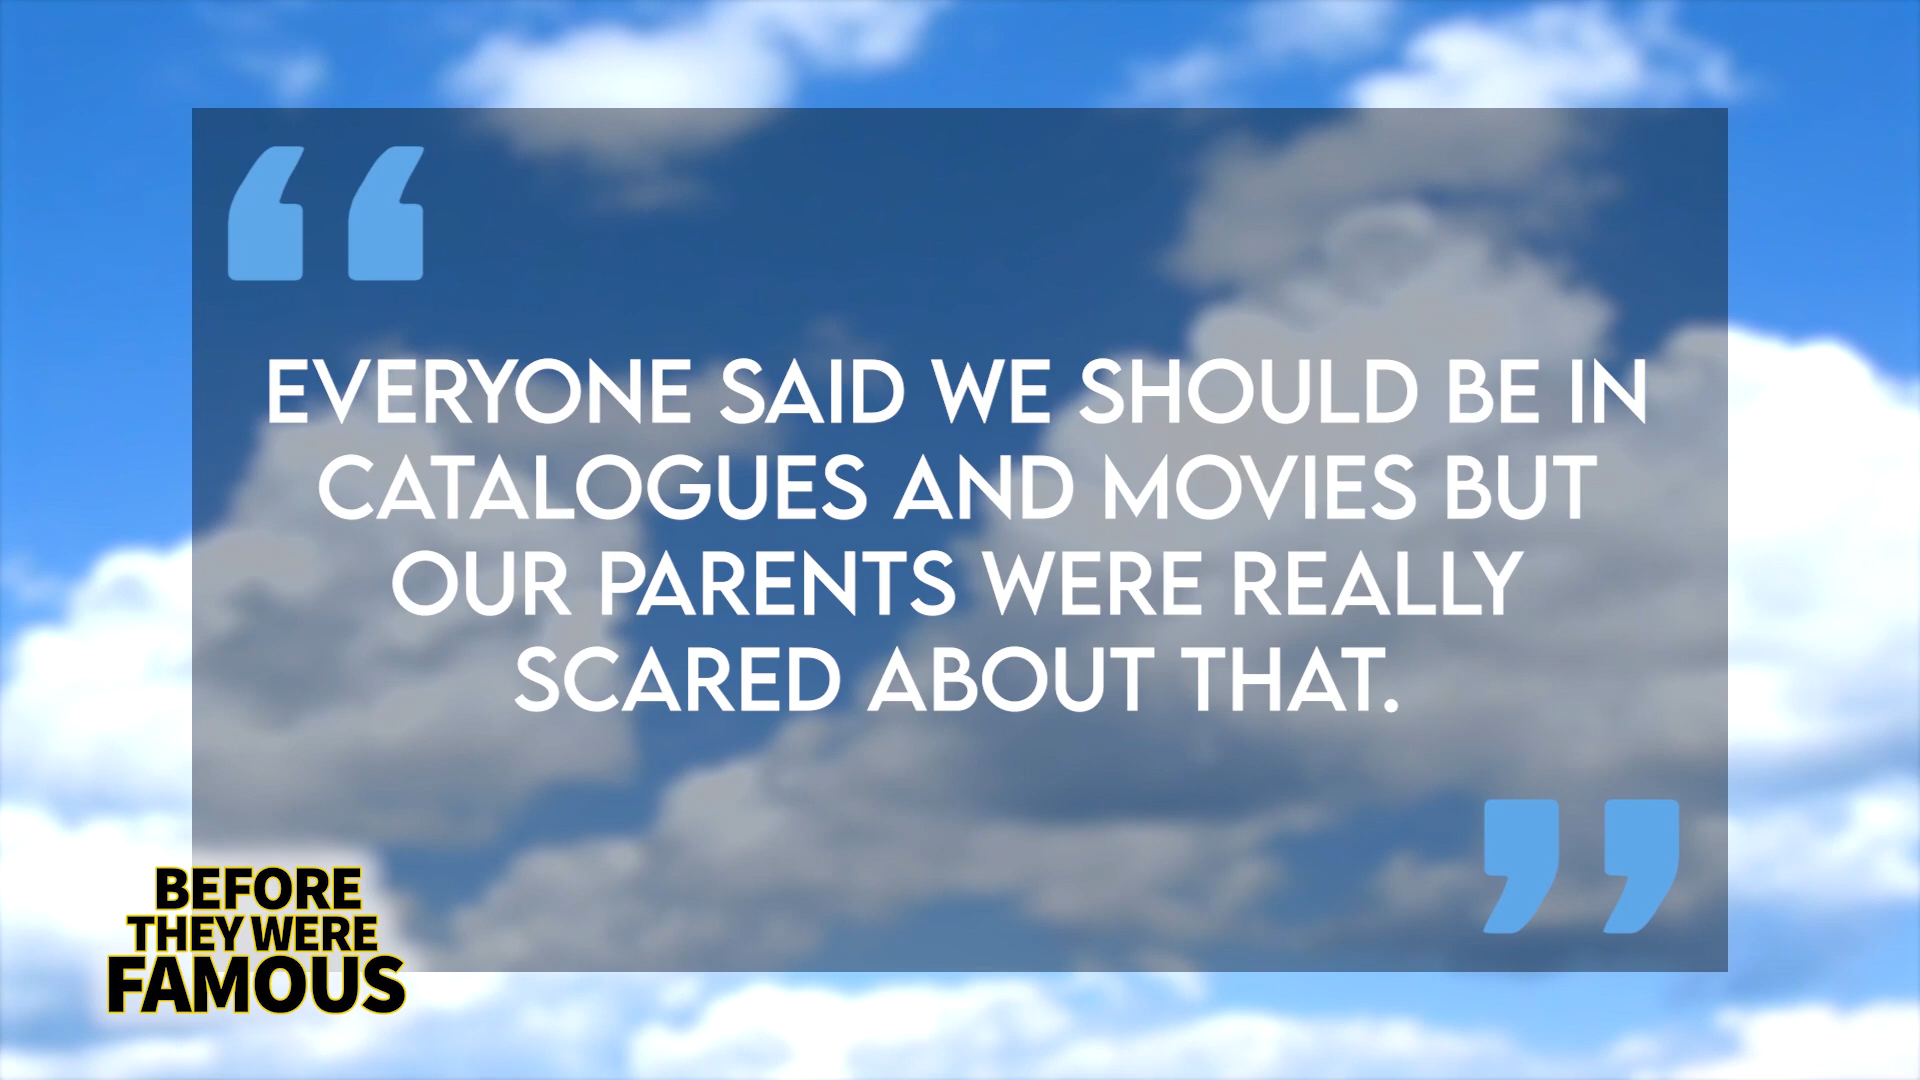 EVERYONE SAID WE SHOULD BE IN
CATALOGUES AND MOVIES BUT
OUR PARENTS WERE REALLY
SCARED ABOUT THAT.
BEFORE
THEY WERE
FAMOUS